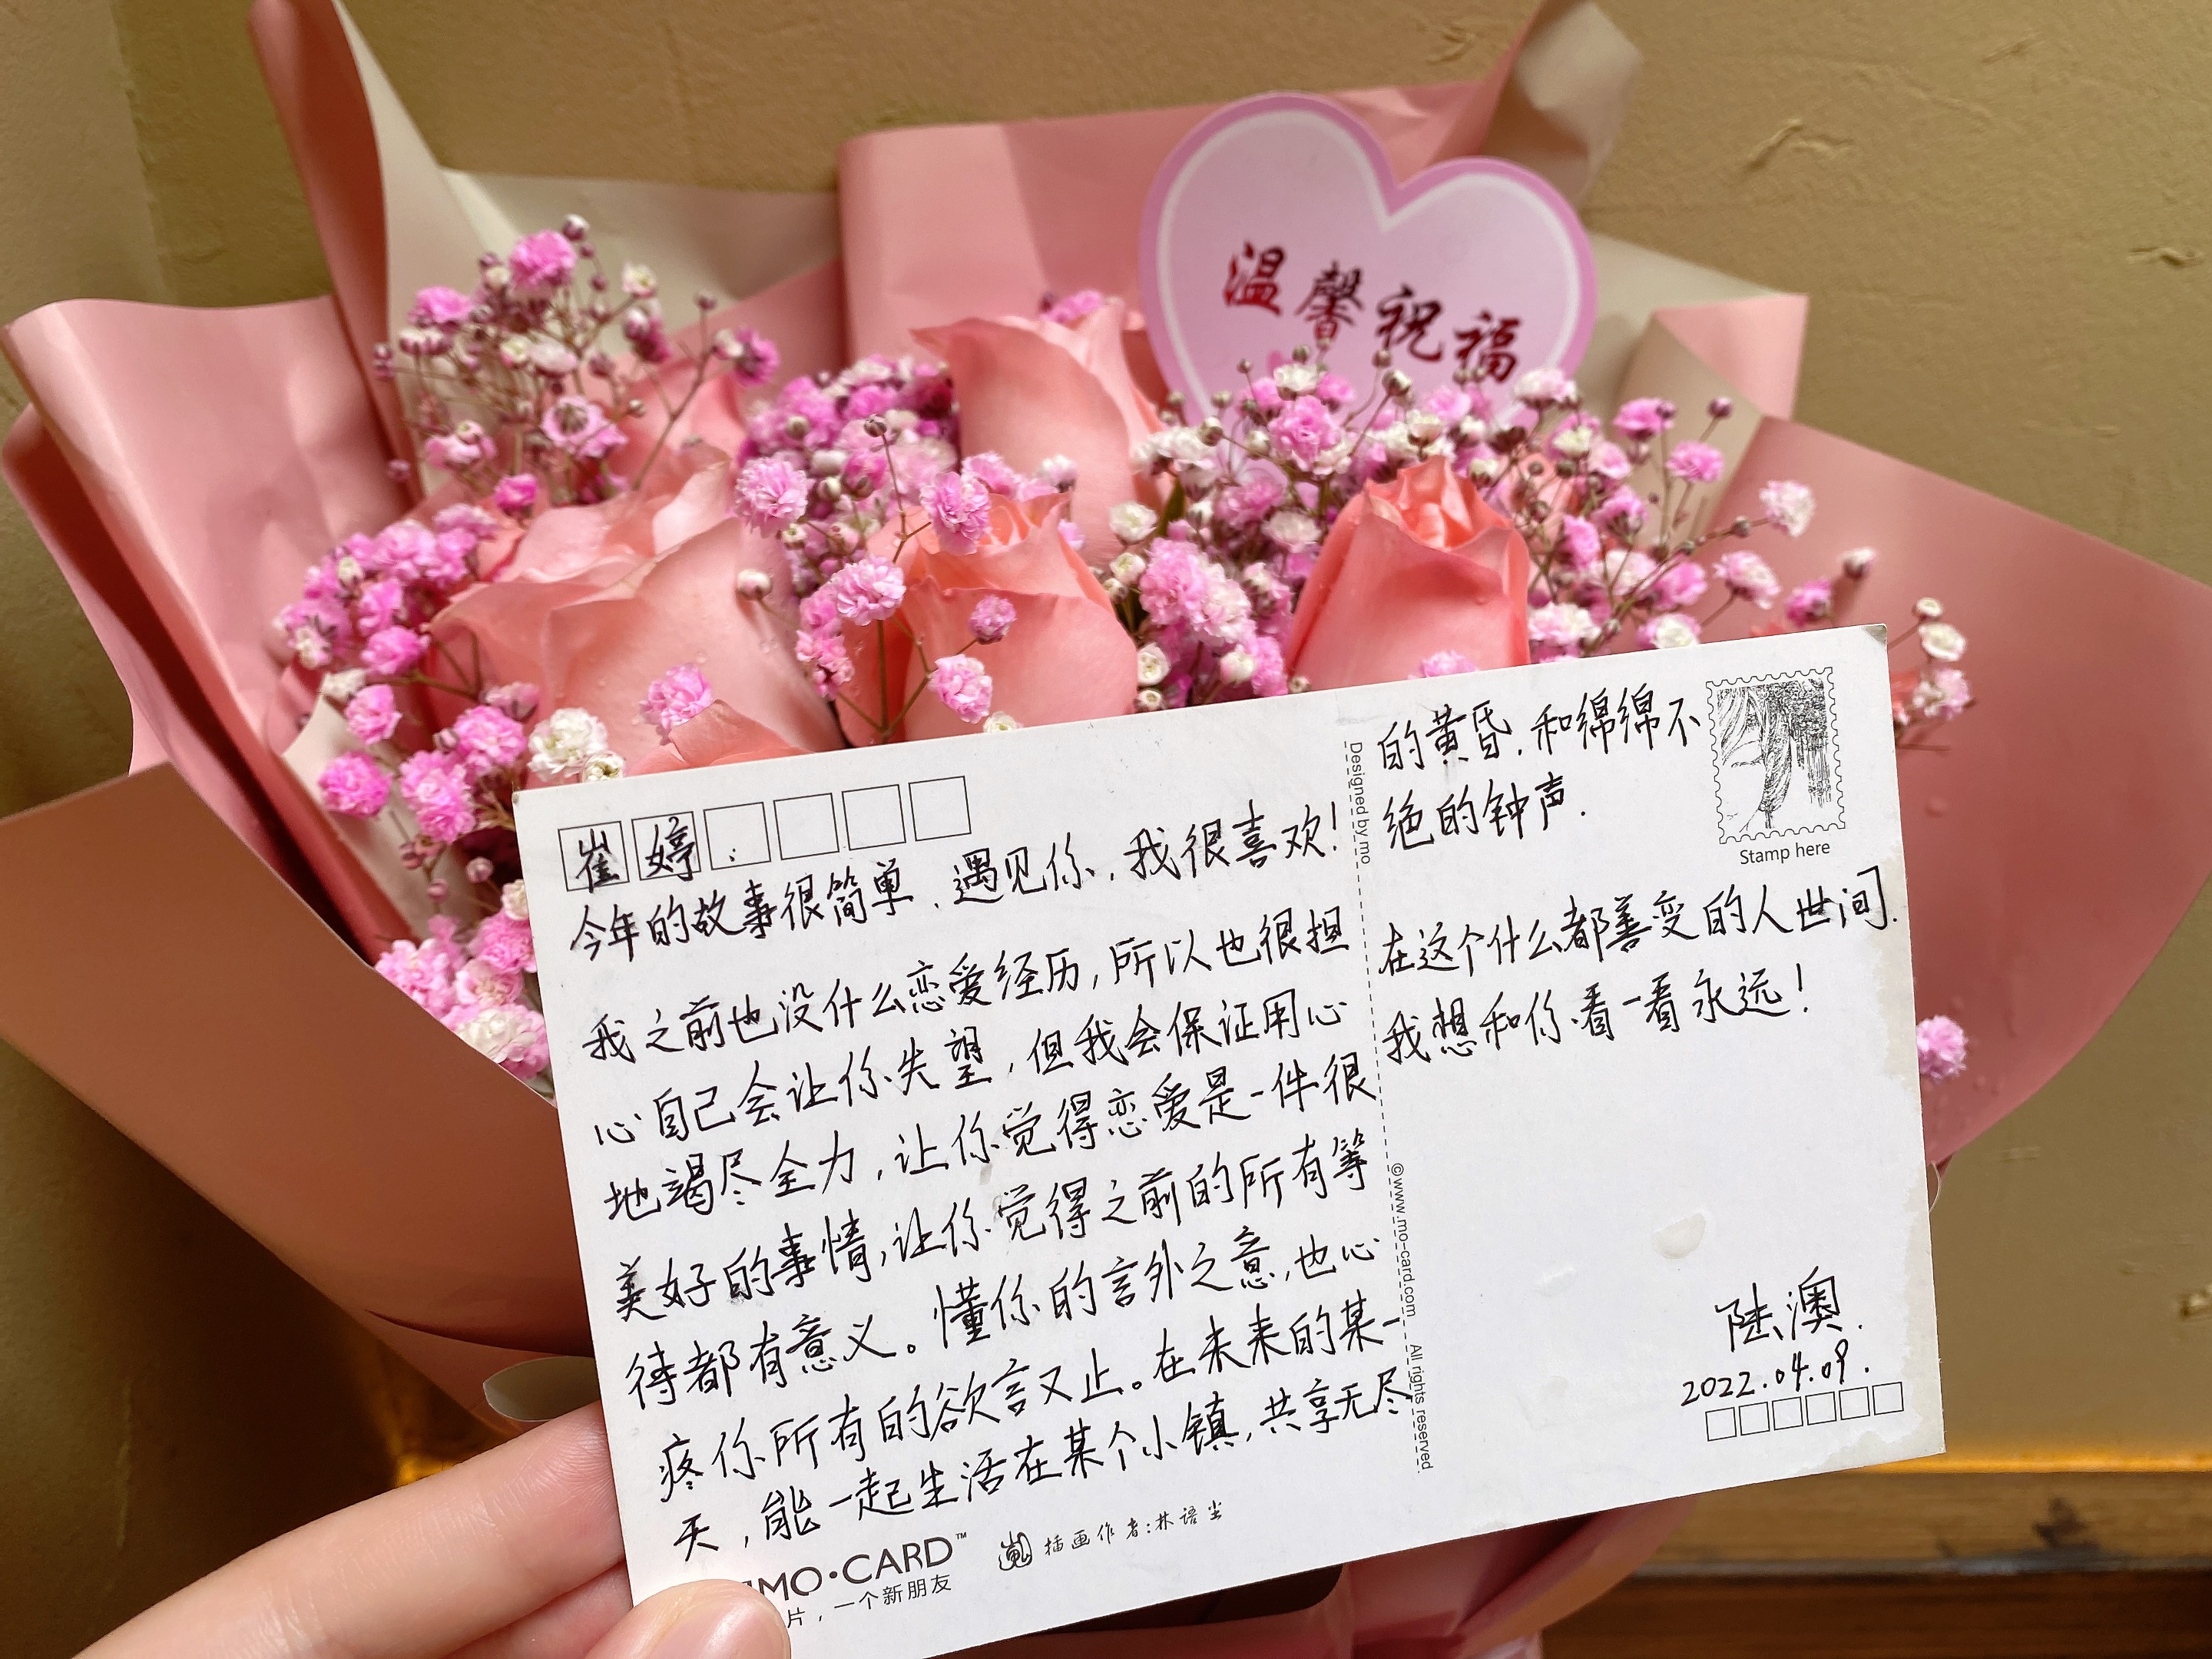 温馨祝福
崔婷:
今年的故事很简单,遇见你,我很喜欢!
我之前也没什么恋爱经历,所以也很担
心自己会让你失望,但我会保证用心
地竭尽全力,让你觉得恋爱是一件很
美好的事情,让你觉得之前的所有等
待都有意义。懂你的言外之意,也心
疼你所有的欲言又止。在未来的某一
天,能一起生活在某个小镇,共享无尽
MO·CARD™
片,一个新朋友
插画作者:林语尘
Designed by mo
©www.mo-card.com
All rights reserved.
的黄昏,和绵绵不
绝的钟声.
Stamp here
在这个什么都善变的人世间.
我想和你看一看永远!
陆澳.
2022.04.09.